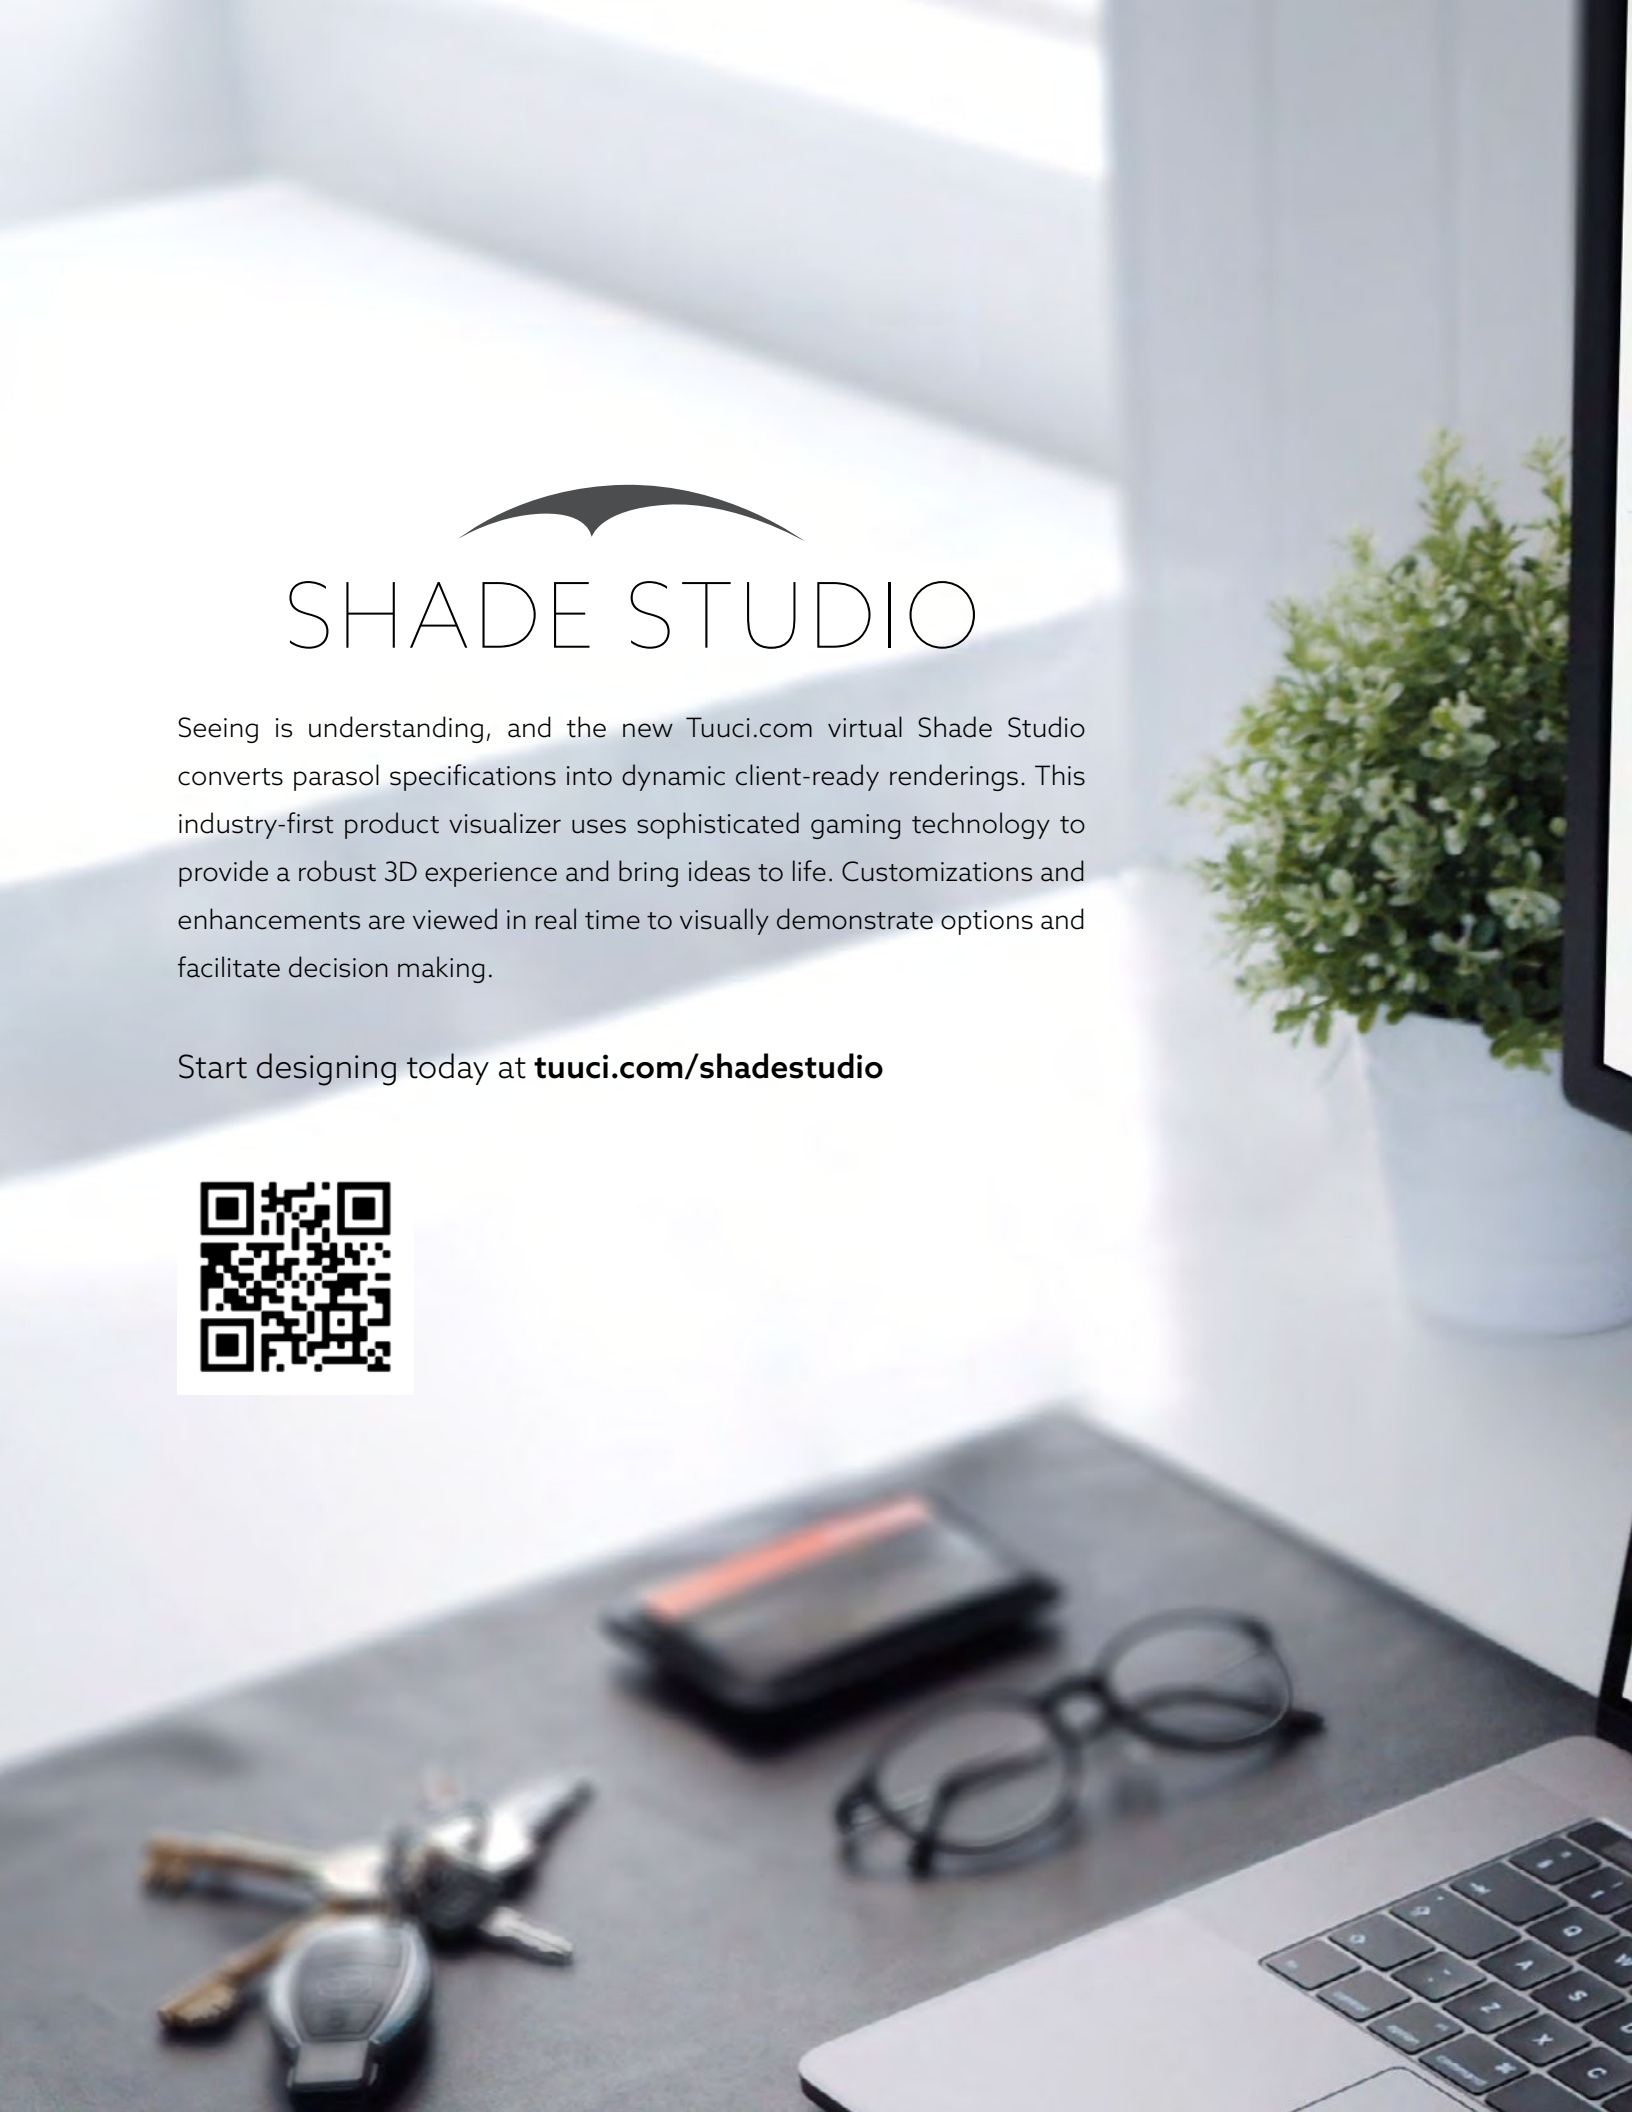 SHADE STUDIO
Seeing is understanding, and the new Tuuci.com virtual Shade Studio
converts parasol specifications into dynamic client-ready renderings. This
industry-first product visualizer uses sophisticated gaming technology to
provide a robust 3D experience and bring ideas to life. Customizations and
enhancements are viewed in real time to visually demonstrate options and
facilitate decision making.
Start designing today at tuuci.com/shadestudio
Q
A
S
Z
X
C